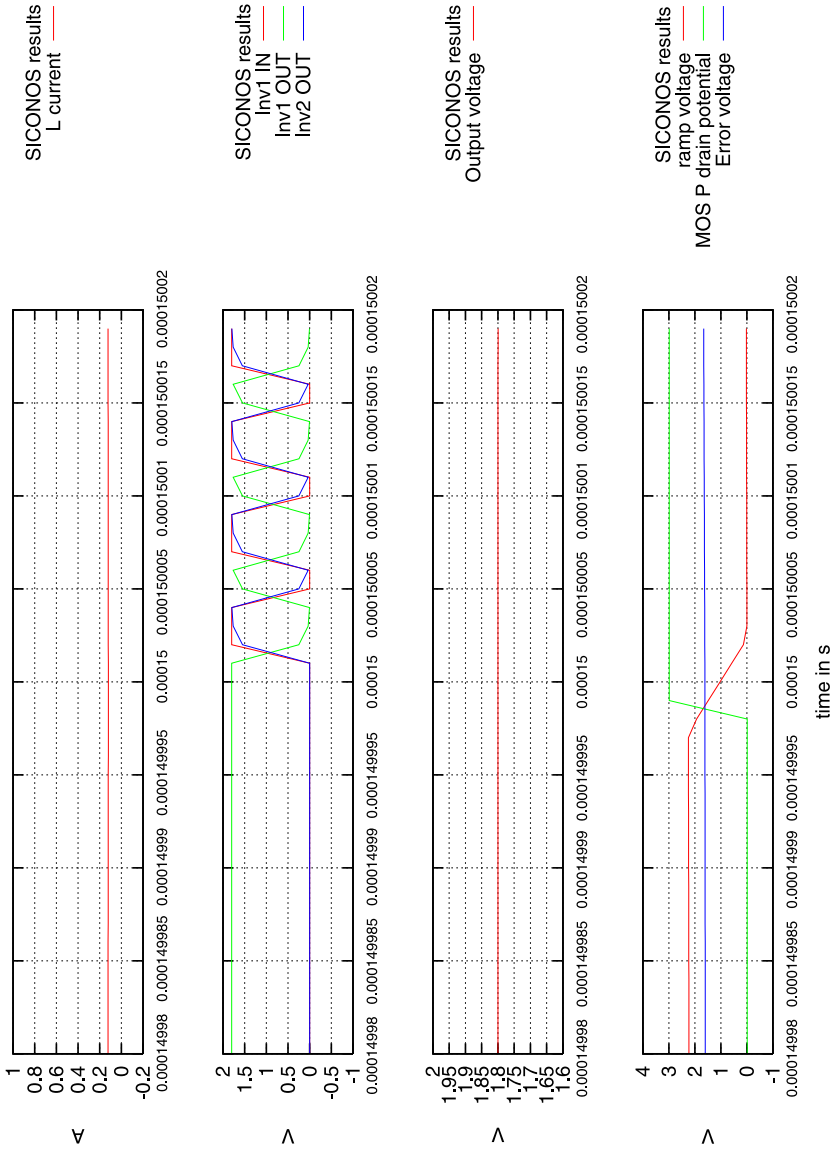 SICONOS results
L current
A
1
0.8
0.6
0.4
0.2
0
-0.2
0.00014998 0.000149985 0.00014999 0.000149995 0.00015 0.000150005 0.00015001 0.000150015 0.00015002
SICONOS results
Inv1 IN
Inv1 OUT
Inv2 OUT
V
2
1.5
1
0.5
0
-0.5
-1
0.00014998 0.000149985 0.00014999 0.000149995 0.00015 0.000150005 0.00015001 0.000150015 0.00015002
SICONOS results
Output voltage
V
2
1.95
1.9
1.85
1.8
1.75
1.7
1.65
1.6
0.00014998 0.000149985 0.00014999 0.000149995 0.00015 0.000150005 0.00015001 0.000150015 0.00015002
SICONOS results
ramp voltage
MOS P drain potential
Error voltage
V
4
3
2
1
0
-1
0.00014998 0.000149985 0.00014999 0.000149995 0.00015 0.000150005 0.00015001 0.000150015 0.00015002
time in s